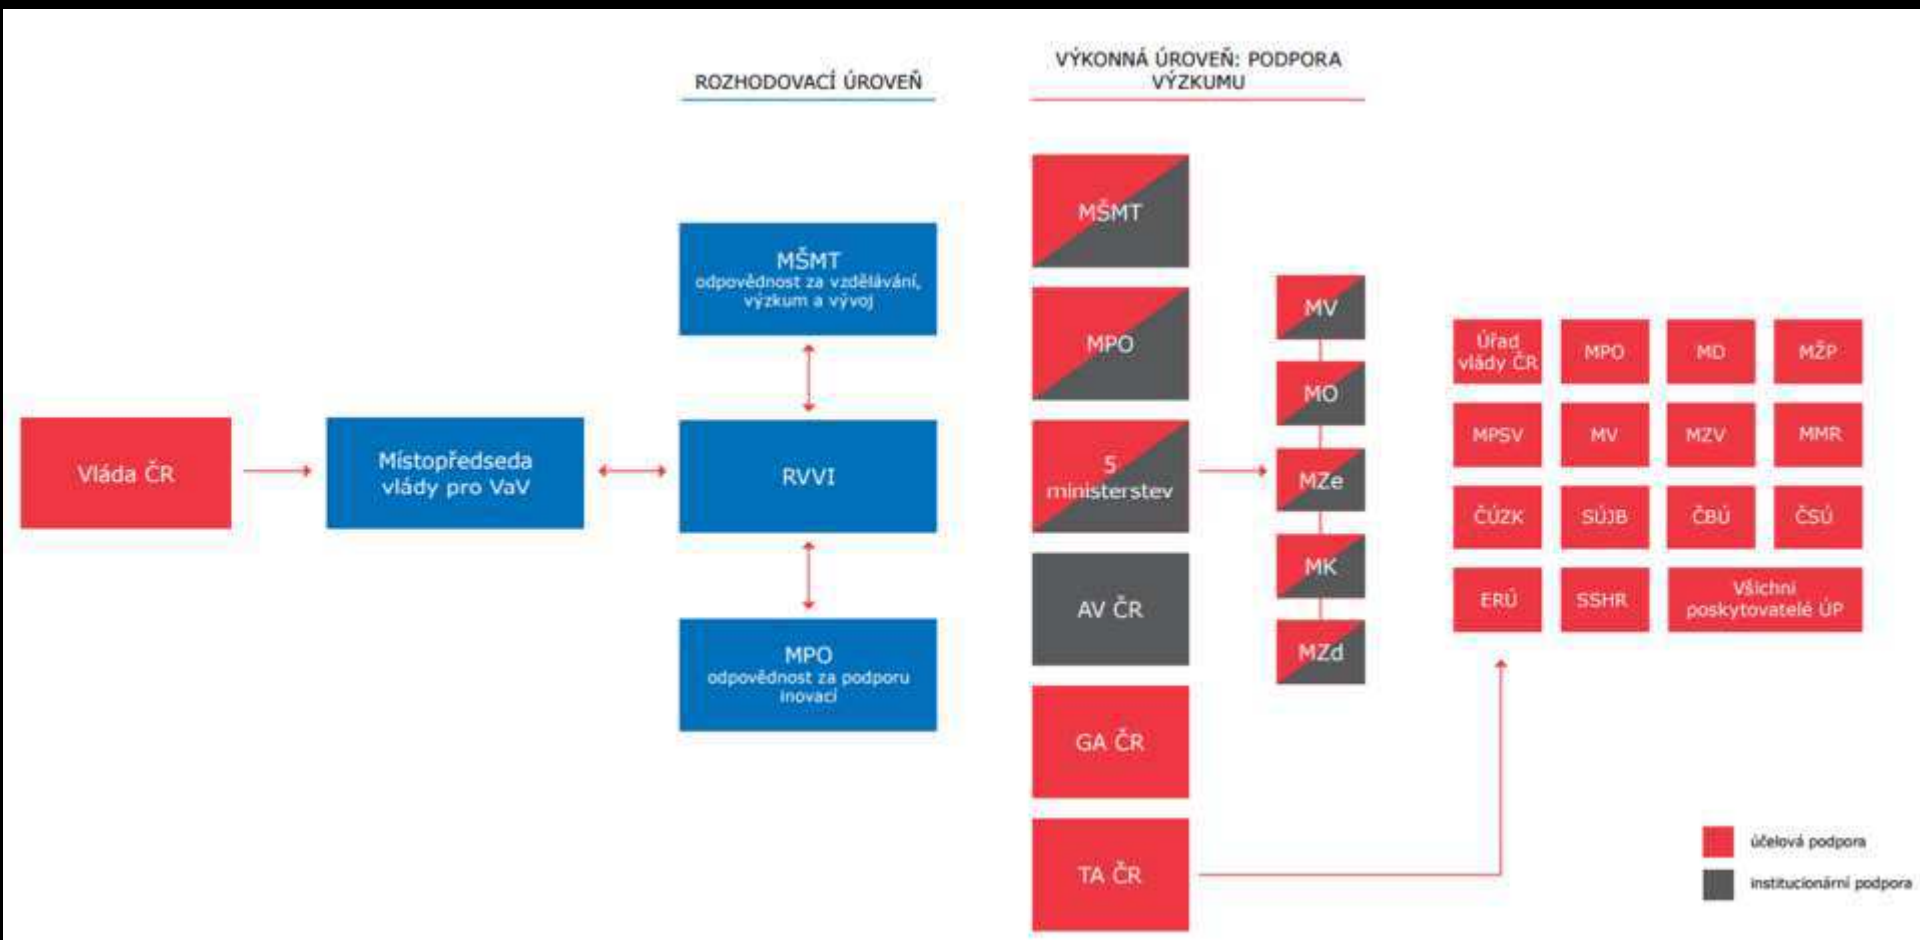 ROZHODOVACÍ ÚROVEŇ
VÝKONNÁ ÚROVEŇ: PODPORA
VÝZKUMU
Vláda ČR
Místopředseda
vlády pro VaV
MŠMT
odpovědnost za vzdělávání,
výzkum a vývoj
RVVI
MPO
odpovědnost za podporu
inovací
MŠMT
MPO
5
ministerstev
AV ČR
GA ČR
TA ČR
MV
MO
MZe
MK
MZd
Úřad
vlády ČR
MPO
MD
MŽP
MPSV
MV
MZV
MMR
ČÚZK
SÚJB
ČBÚ
ČSÚ
ERÚ
SSHR
Všichni
poskytovatelé ÚP
účelová podpora
institucionární podpora